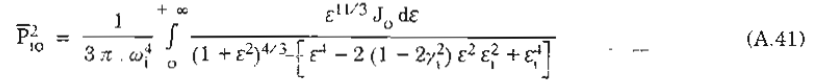 P̅²₁₀ = 1 / (3 π . ω₁⁴) ∫₀^{+∞} ε^{11/3} J₀ dε / ((1 + ε²)^{4/3} [ε⁴ – 2 (1 – 2γ₁²) ε² ε₁² + ε₁⁴]) (A.41)